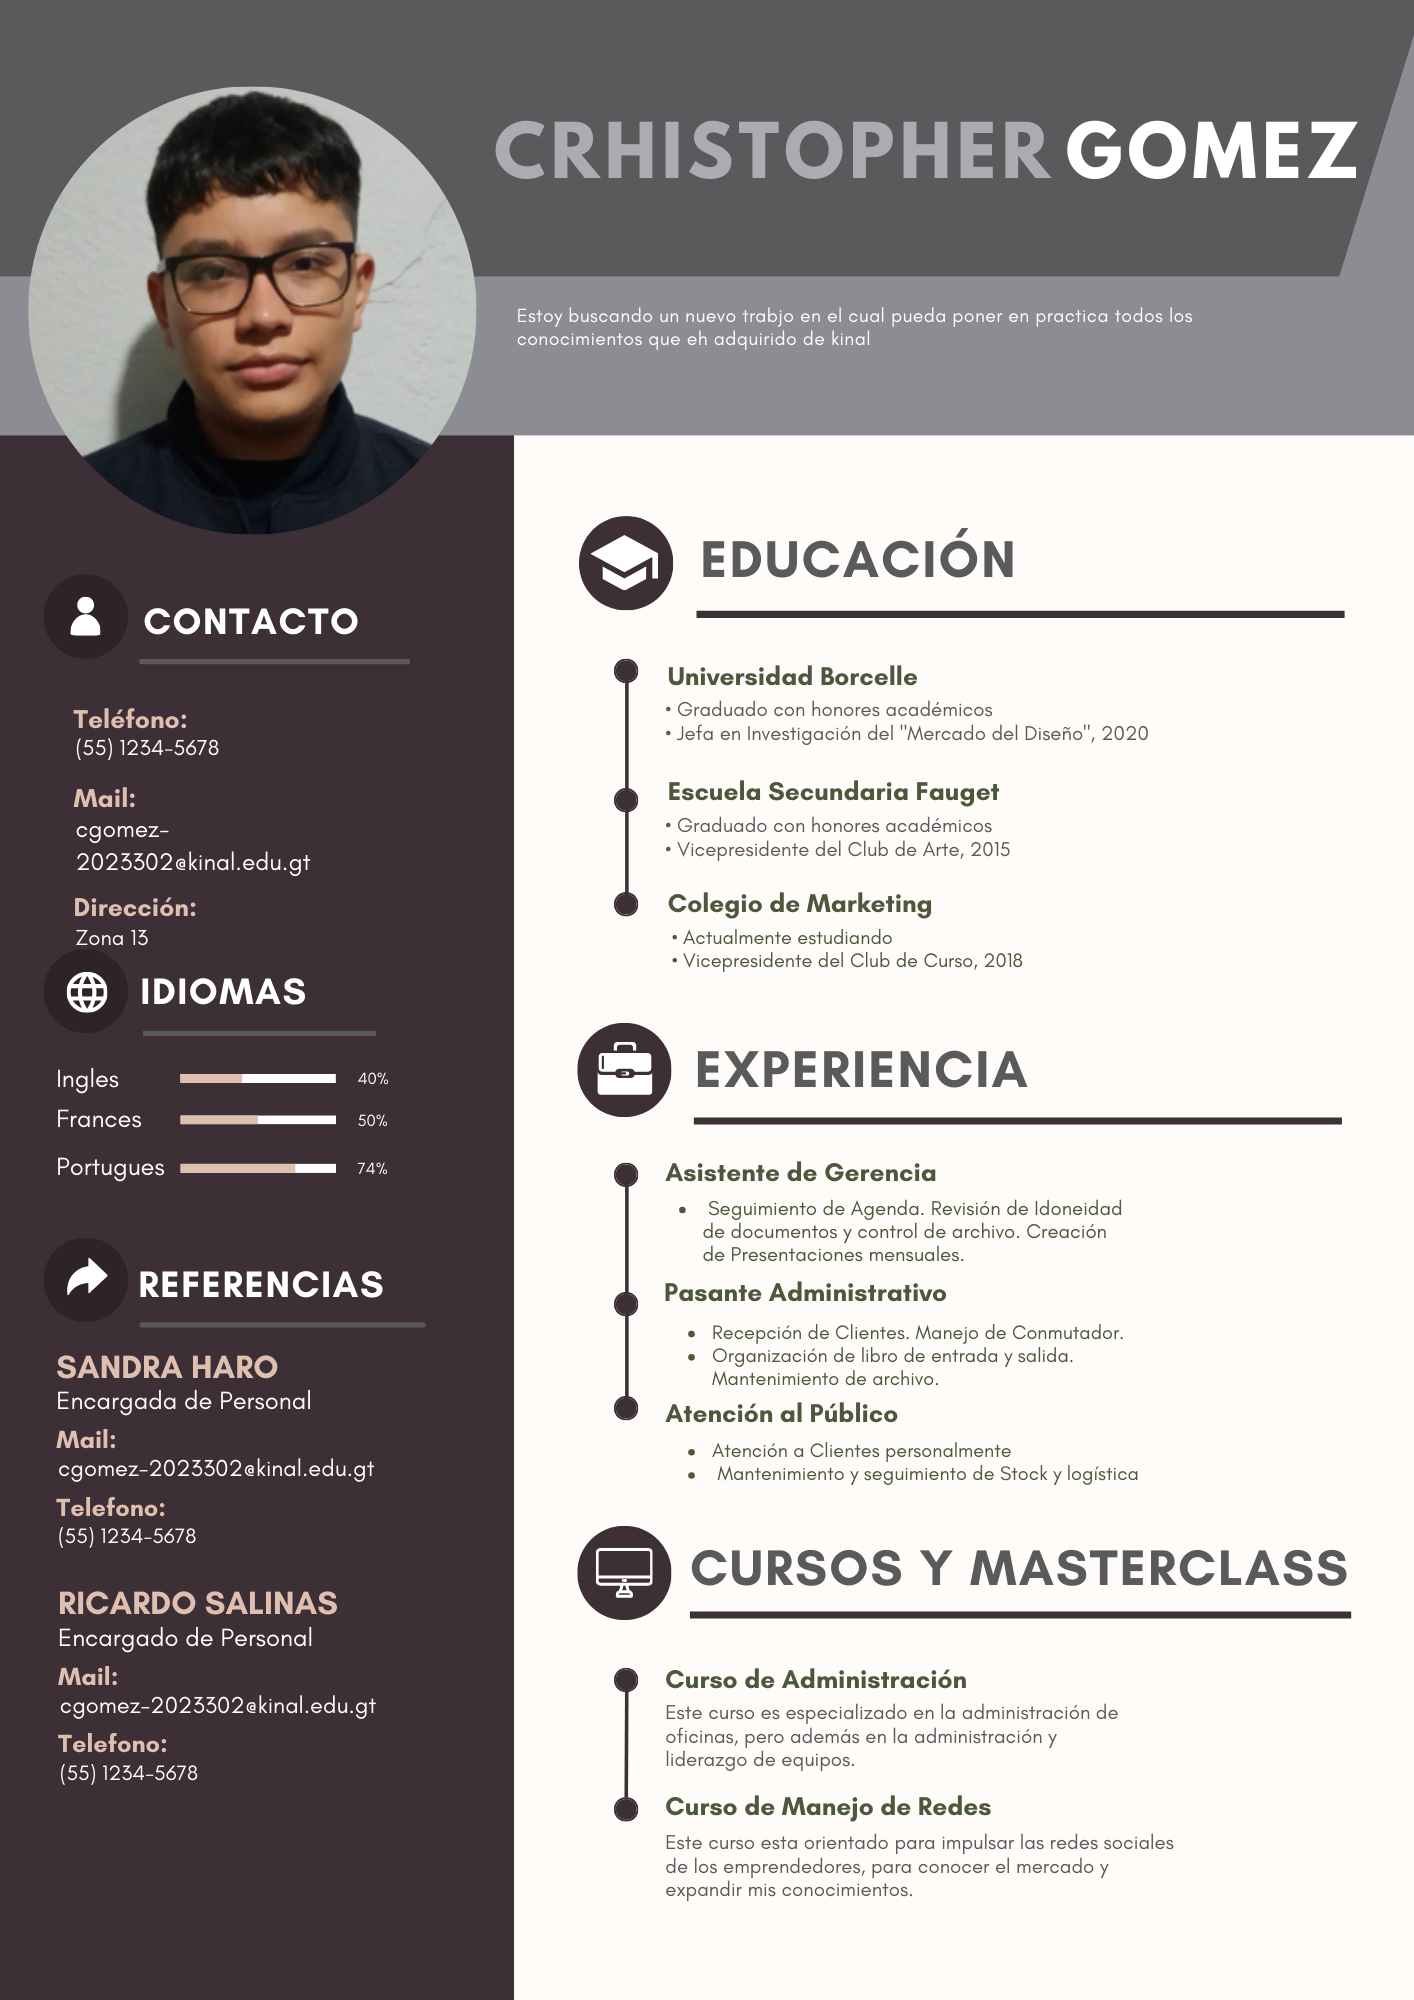 CRHISTOPHER GOMEZ
Estoy buscando un nuevo trabjo en el cual pueda poner en practica todos los
conocimientos que eh adquirido de kinal
CONTACTO
Teléfono:
(55) 1234-5678
Mail:
cgomez-
2023302@kinal.edu.gt
Dirección:
Zona 13
IDIOMAS
Ingles 40%
Frances 50%
Portugues 74%
REFERENCIAS
SANDRA HARO
Encargada de Personal
Mail:
cgomez-2023302@kinal.edu.gt
Telefono:
(55) 1234-5678
RICARDO SALINAS
Encargado de Personal
Mail:
cgomez-2023302@kinal.edu.gt
Telefono:
(55) 1234-5678
EDUCACIÓN
Universidad Borcelle
• Graduado con honores académicos
• Jefa en Investigación del "Mercado del Diseño", 2020
Escuela Secundaria Fauget
• Graduado con honores académicos
• Vicepresidente del Club de Arte, 2015
Colegio de Marketing
• Actualmente estudiando
• Vicepresidente del Club de Curso, 2018
EXPERIENCIA
Asistente de Gerencia
• Seguimiento de Agenda. Revisión de Idoneidad
de documentos y control de archivo. Creación
de Presentaciones mensuales.
Pasante Administrativo
• Recepción de Clientes. Manejo de Conmutador.
• Organización de libro de entrada y salida.
Mantenimiento de archivo.
Atención al Público
• Atención a Clientes personalmente
• Mantenimiento y seguimiento de Stock y logística
CURSOS Y MASTERCLASS
Curso de Administración
Este curso es especializado en la administración de
oficinas, pero además en la administración y
liderazgo de equipos.
Curso de Manejo de Redes
Este curso esta orientado para impulsar las redes sociales
de los emprendedores, para conocer el mercado y
expandir mis conocimientos.